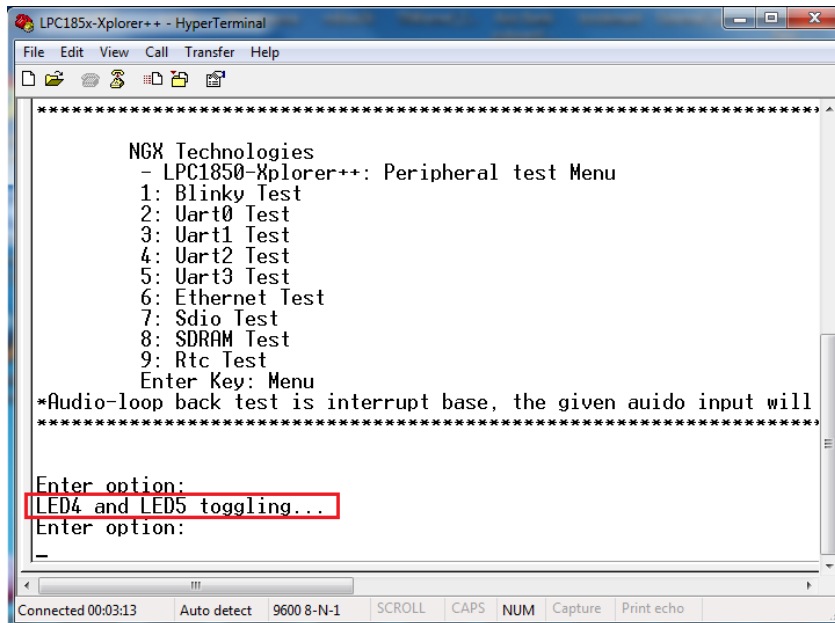 LPC185x-Xplorer++ - HyperTerminal
File Edit View Call Transfer Help
*******************************************************************
NGX Technologies
- LPC1850-Xplorer++: Peripheral test Menu
1: Blinky Test
2: Uart0 Test
3: Uart1 Test
4: Uart2 Test
5: Uart3 Test
6: Ethernet Test
7: Sdio Test
8: SDRAM Test
9: Rtc Test
Enter Key: Menu
*Audio-loop back test is interrupt base, the given auido input will
*******************************************************************
Enter option:
LED4 and LED5 toggling...
Enter option:
_
Connected 00:03:13 Auto detect 9600 8-N-1 SCROLL CAPS NUM Capture Print echo